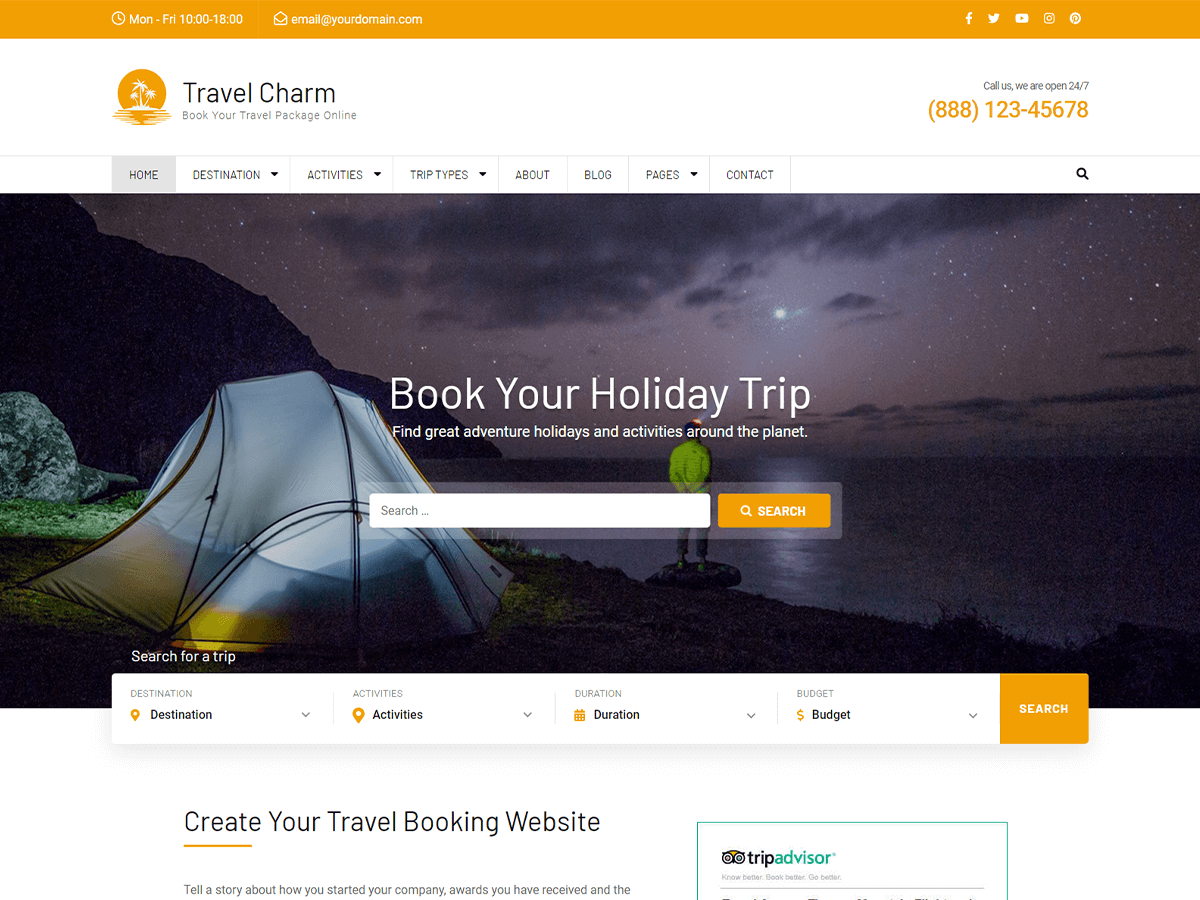 Mon - Fri 10:00-18:00 email@yourdomain.com
Travel Charm
Book Your Travel Package Online
Call us, we are open 24/7
(888) 123-45678
HOME DESTINATION ACTIVITIES TRIP TYPES ABOUT BLOG PAGES CONTACT
Book Your Holiday Trip
Find great adventure holidays and activities around the planet.
Search ... SEARCH
Search for a trip
DESTINATION ACTIVITIES DURATION BUDGET
Destination Activities Duration Budget SEARCH
Create Your Travel Booking Website
tripadvisor®
Know better. Book better. Go better.
Tell a story about how you started your company, awards you have received and the